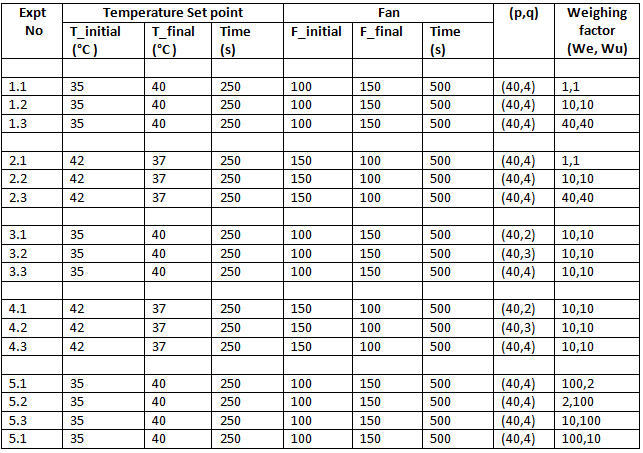 Expt No Temperature Set point Fan (p,q) Weighing factor (We, Wu)
T_initial (°C ) T_final (°C ) Time (s) F_initial F_final Time (s)
1.1 35 40 250 100 150 500 (40,4) 1,1
1.2 35 40 250 100 150 500 (40,4) 10,10
1.3 35 40 250 100 150 500 (40,4) 40,40
2.1 42 37 250 150 100 500 (40,4) 1,1
2.2 42 37 250 150 100 500 (40,4) 10,10
2.3 42 37 250 150 100 500 (40,4) 40,40
3.1 35 40 250 100 150 500 (40,2) 10,10
3.2 35 40 250 100 150 500 (40,3) 10,10
3.3 35 40 250 100 150 500 (40,4) 10,10
4.1 42 37 250 150 100 500 (40,2) 10,10
4.2 42 37 250 150 100 500 (40,3) 10,10
4.3 42 37 250 150 100 500 (40,4) 10,10
5.1 35 40 250 100 150 500 (40,4) 100,2
5.2 35 40 250 100 150 500 (40,4) 2,100
5.3 35 40 250 100 150 500 (40,4) 10,100
5.1 35 40 250 100 150 500 (40,4) 100,10